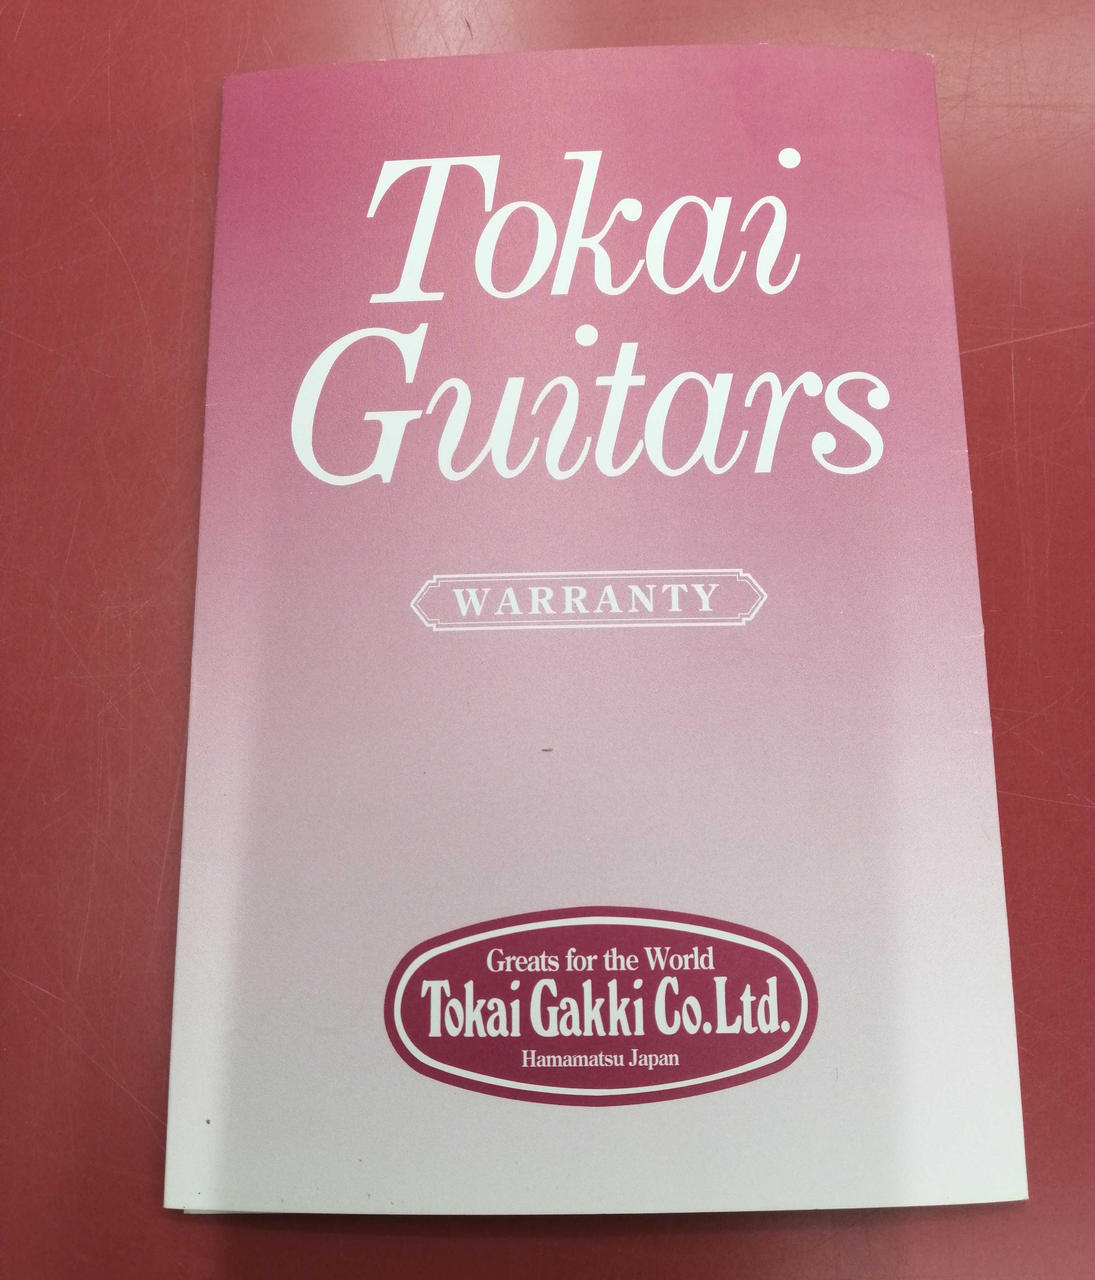 Tokai
Guitars
WARRANTY
Greats for the World
Tokai Gakki Co.Ltd.
Hamamatsu Japan